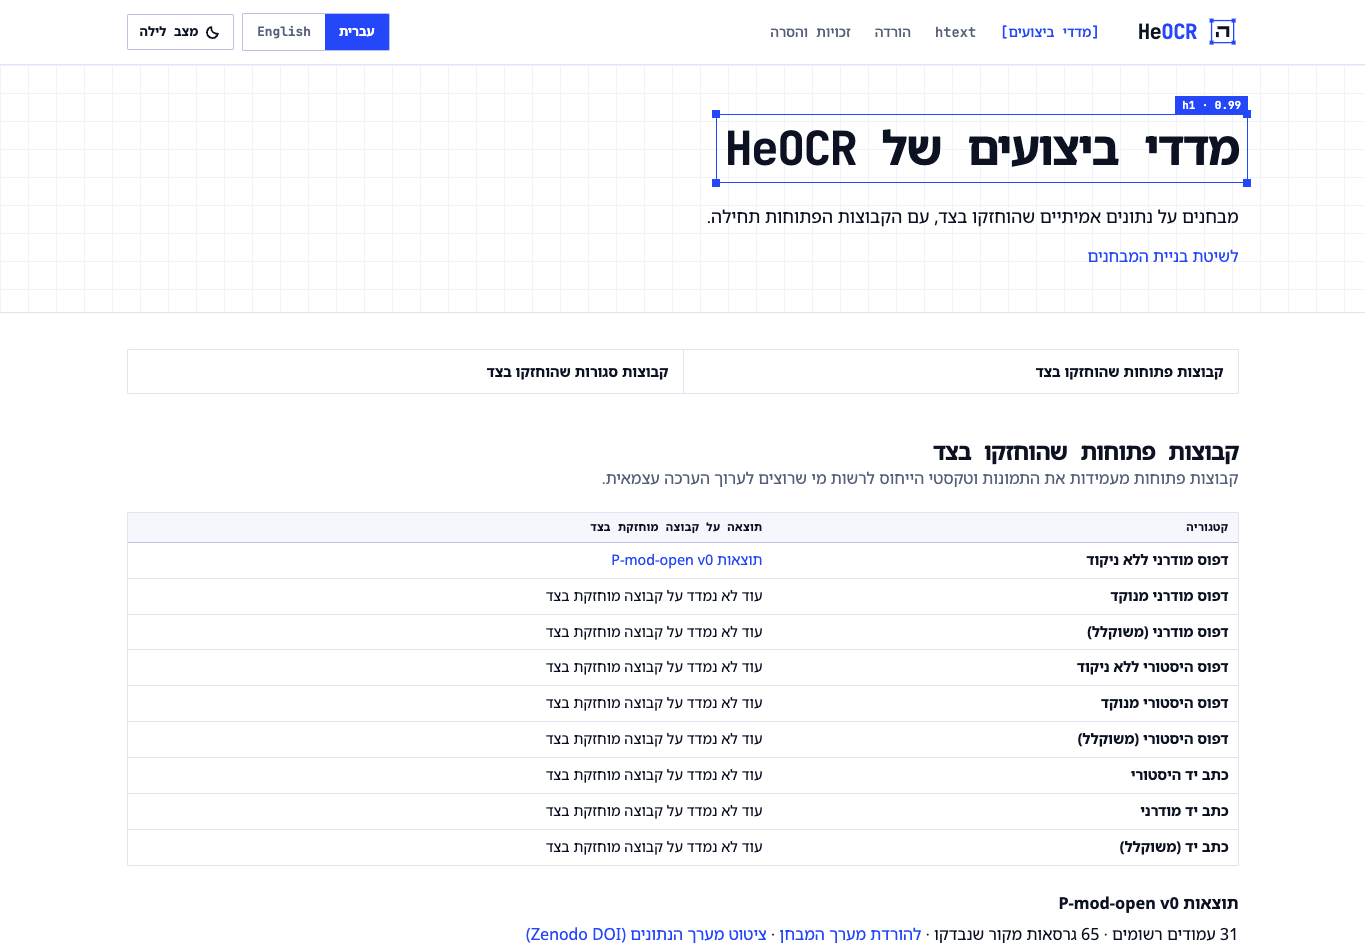 ה HeOCR [מדדי ביצועים] htext הורדה זכויות והסרה עברית English מצב לילה
h1 · 0.99
מדדי ביצועים של HeOCR
מבחנים על נתונים אמיתיים שהוחזקו בצד, עם הקבוצות הפתוחות תחילה.
לשיטת בניית המבחנים
קבוצות פתוחות שהוחזקו בצד קבוצות סגורות שהוחזקו בצד
קבוצות פתוחות שהוחזקו בצד
קבוצות פתוחות מעמידות את התמונות וטקסטי הייחוס לרשות מי שרוצים לערוך הערכה עצמאית.
קטגוריה תוצאה על קבוצה מוחזקת בצד
דפוס מודרני ללא ניקוד תוצאות P-mod-open v0
דפוס מודרני מנוקד עוד לא נמדד על קבוצה מוחזקת בצד
דפוס מודרני (משוקלל) עוד לא נמדד על קבוצה מוחזקת בצד
דפוס היסטורי ללא ניקוד עוד לא נמדד על קבוצה מוחזקת בצד
דפוס היסטורי מנוקד עוד לא נמדד על קבוצה מוחזקת בצד
דפוס היסטורי (משוקלל) עוד לא נמדד על קבוצה מוחזקת בצד
כתב יד היסטורי עוד לא נמדד על קבוצה מוחזקת בצד
כתב יד מודרני עוד לא נמדד על קבוצה מוחזקת בצד
כתב יד (משוקלל) עוד לא נמדד על קבוצה מוחזקת בצד
תוצאות P-mod-open v0
31 עמודים רשומים · 65 גרסאות מקור שנבדקו · להורדת מערך המבחן · ציטוט מערך הנתונים (Zenodo DOI)